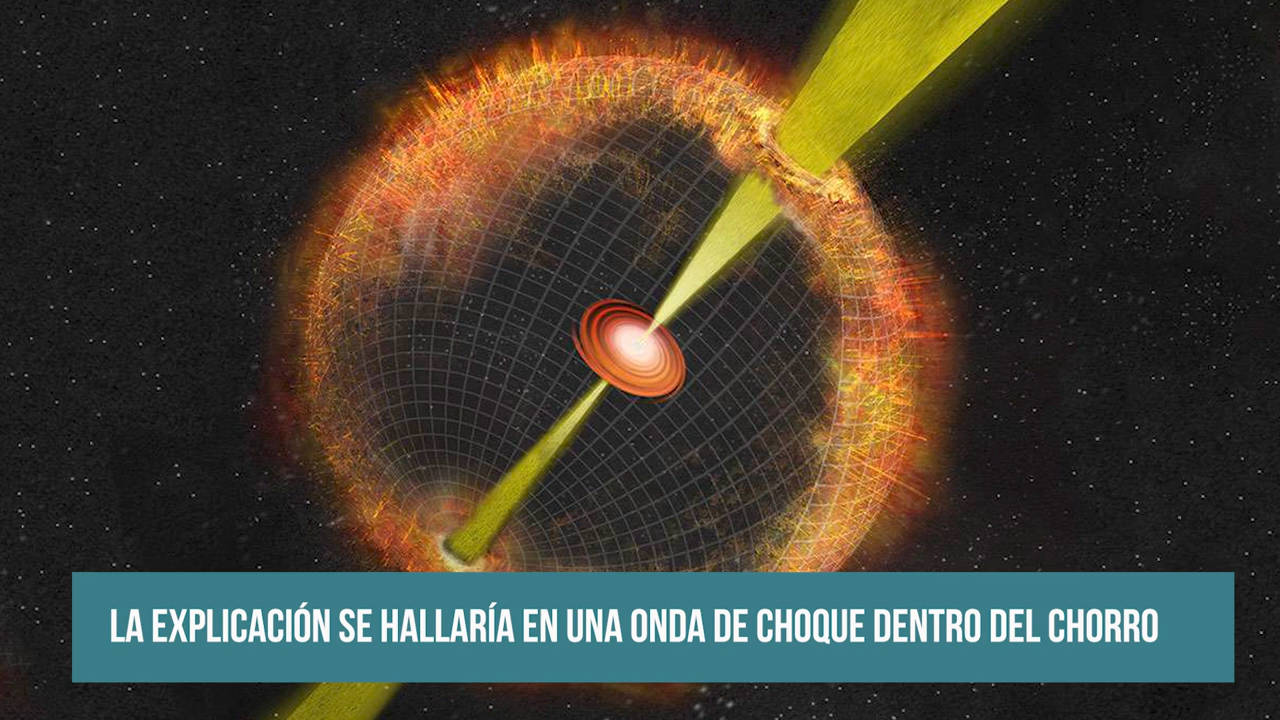 LA EXPLICACIÓN SE HALLARÍA EN UNA ONDA DE CHOQUE DENTRO DEL CHORRO